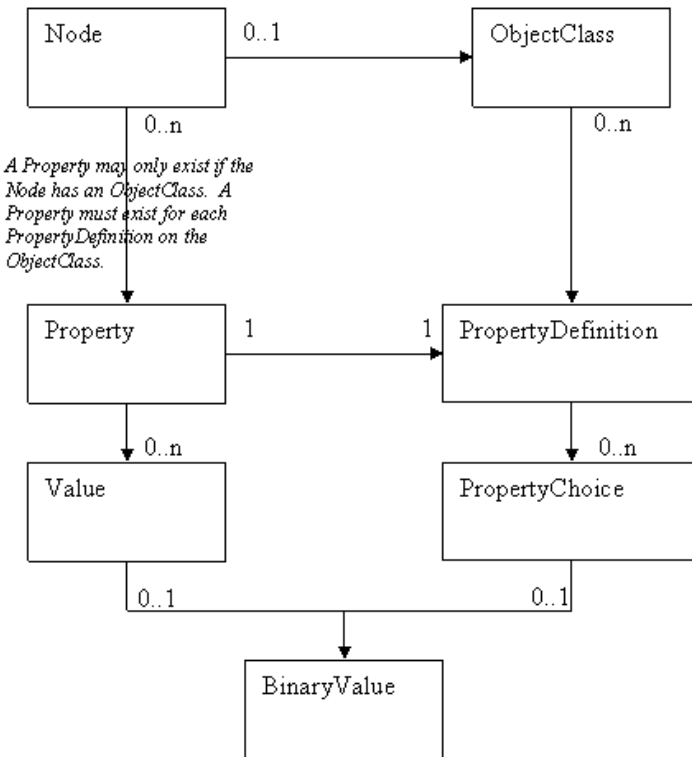 Node
0..1
ObjectClass
0..n
0..n
A Property may only exist if the
Node has an ObjectClass. A
Property must exist for each
PropertyDefinition on the
ObjectClass.
Property
1
1
PropertyDefinition
0..n
0..n
Value
PropertyChoice
0..1
0..1
BinaryValue